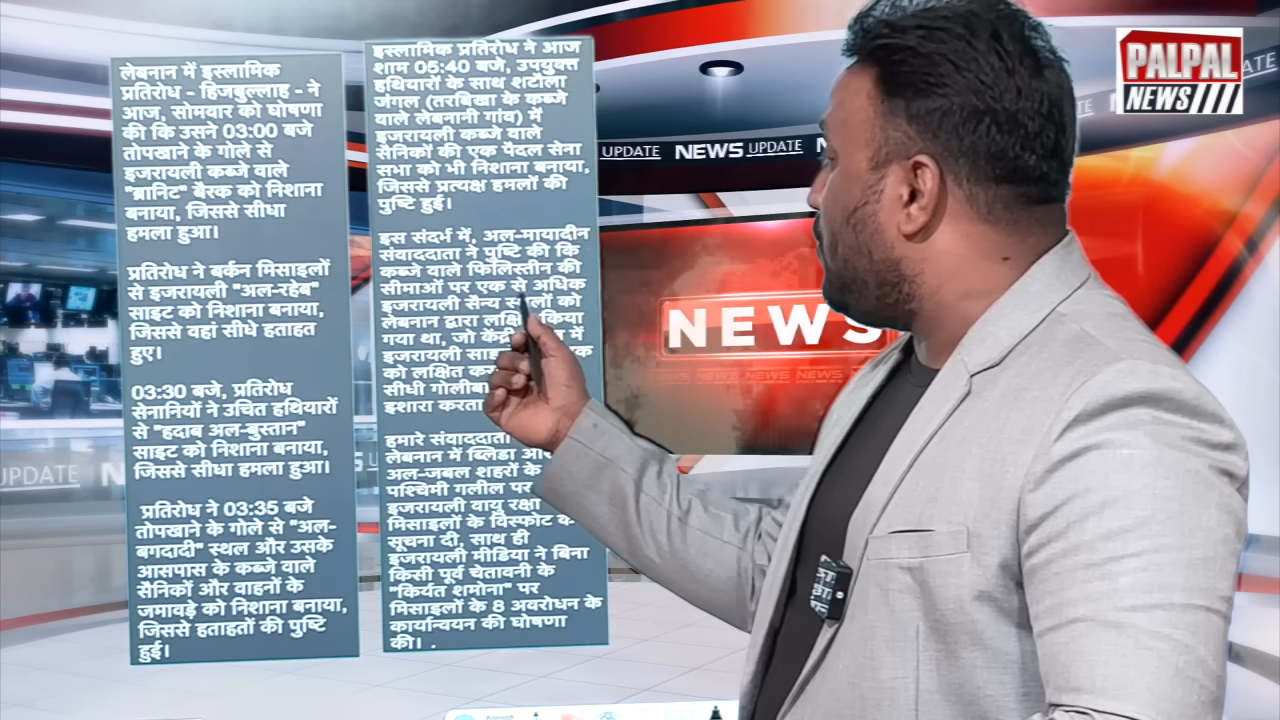 लेबनान में इस्लामिक
प्रतिरोध - हिजबुल्लाह - ने
आज, सोमवार को घोषणा
की कि उसने 03:00 बजे
तोपखाने के गोले से
इजरायली कब्जे वाले
"ब्रानिट" बैरक को निशाना
बनाया, जिससे सीधा
हमला हुआ।
प्रतिरोध ने बर्कन मिसाइलों
से इजरायली "अल-रहेब"
साइट को निशाना बनाया,
जिससे वहां सीधे हताहत
हुए।
03:30 बजे, प्रतिरोध
सेनानियों ने उचित हथियारों
से "हदाब अल-बुस्तान"
साइट को निशाना बनाया,
जिससे सीधा हमला हुआ।
प्रतिरोध ने 03:35 बजे
तोपखाने के गोले से "अल-
बगदादी" स्थल और उसके
आसपास के कब्जे वाले
सैनिकों और वाहनों के
जमावड़े को निशाना बनाया,
जिससे हताहतों की पुष्टि
हुई।
इस्लामिक प्रतिरोध ने आज
शाम 05:40 बजे, उपयुक्त
हथियारों के साथ शटौला
जंगल (तरबिखा के कब्जे
वाले लेबनानी गांव) में
इजरायली कब्जे वाले
सैनिकों की एक पैदल सेना
सभा को भी निशाना बनाया,
जिससे प्रत्यक्ष हमलों की
पुष्टि हुई।
इस संदर्भ में, अल-मायादीन
संवाददाता ने पुष्टि की कि
कब्जे वाले फिलिस्तीन की
सीमाओं पर एक से अधिक
इजरायली सैन्य को
लेबनान द्वारा किया
गया था, जो में
इजरायली
को लक्षित
सीधी
इशारा करता
हमारे संवाददाता
लेबनान में ब्लिडा
अल-जबल शहरों के
पश्चिमी गलील पर
इजरायली वायु रक्षा
मिसाइलों के विस्फोट
सूचना दी, साथ ही
इजरायली मीडिया ने बिना
किसी पूर्व चेतावनी के
"किर्यत शमोना" पर
मिसाइलों के 8 अवरोधन के
कार्यान्वयन की घोषणा
की। .
PALPAL
NEWS
UPDATE NEWS UPDATE
NEWS
NEWS NEWS NEWS NEWS
UPDATE